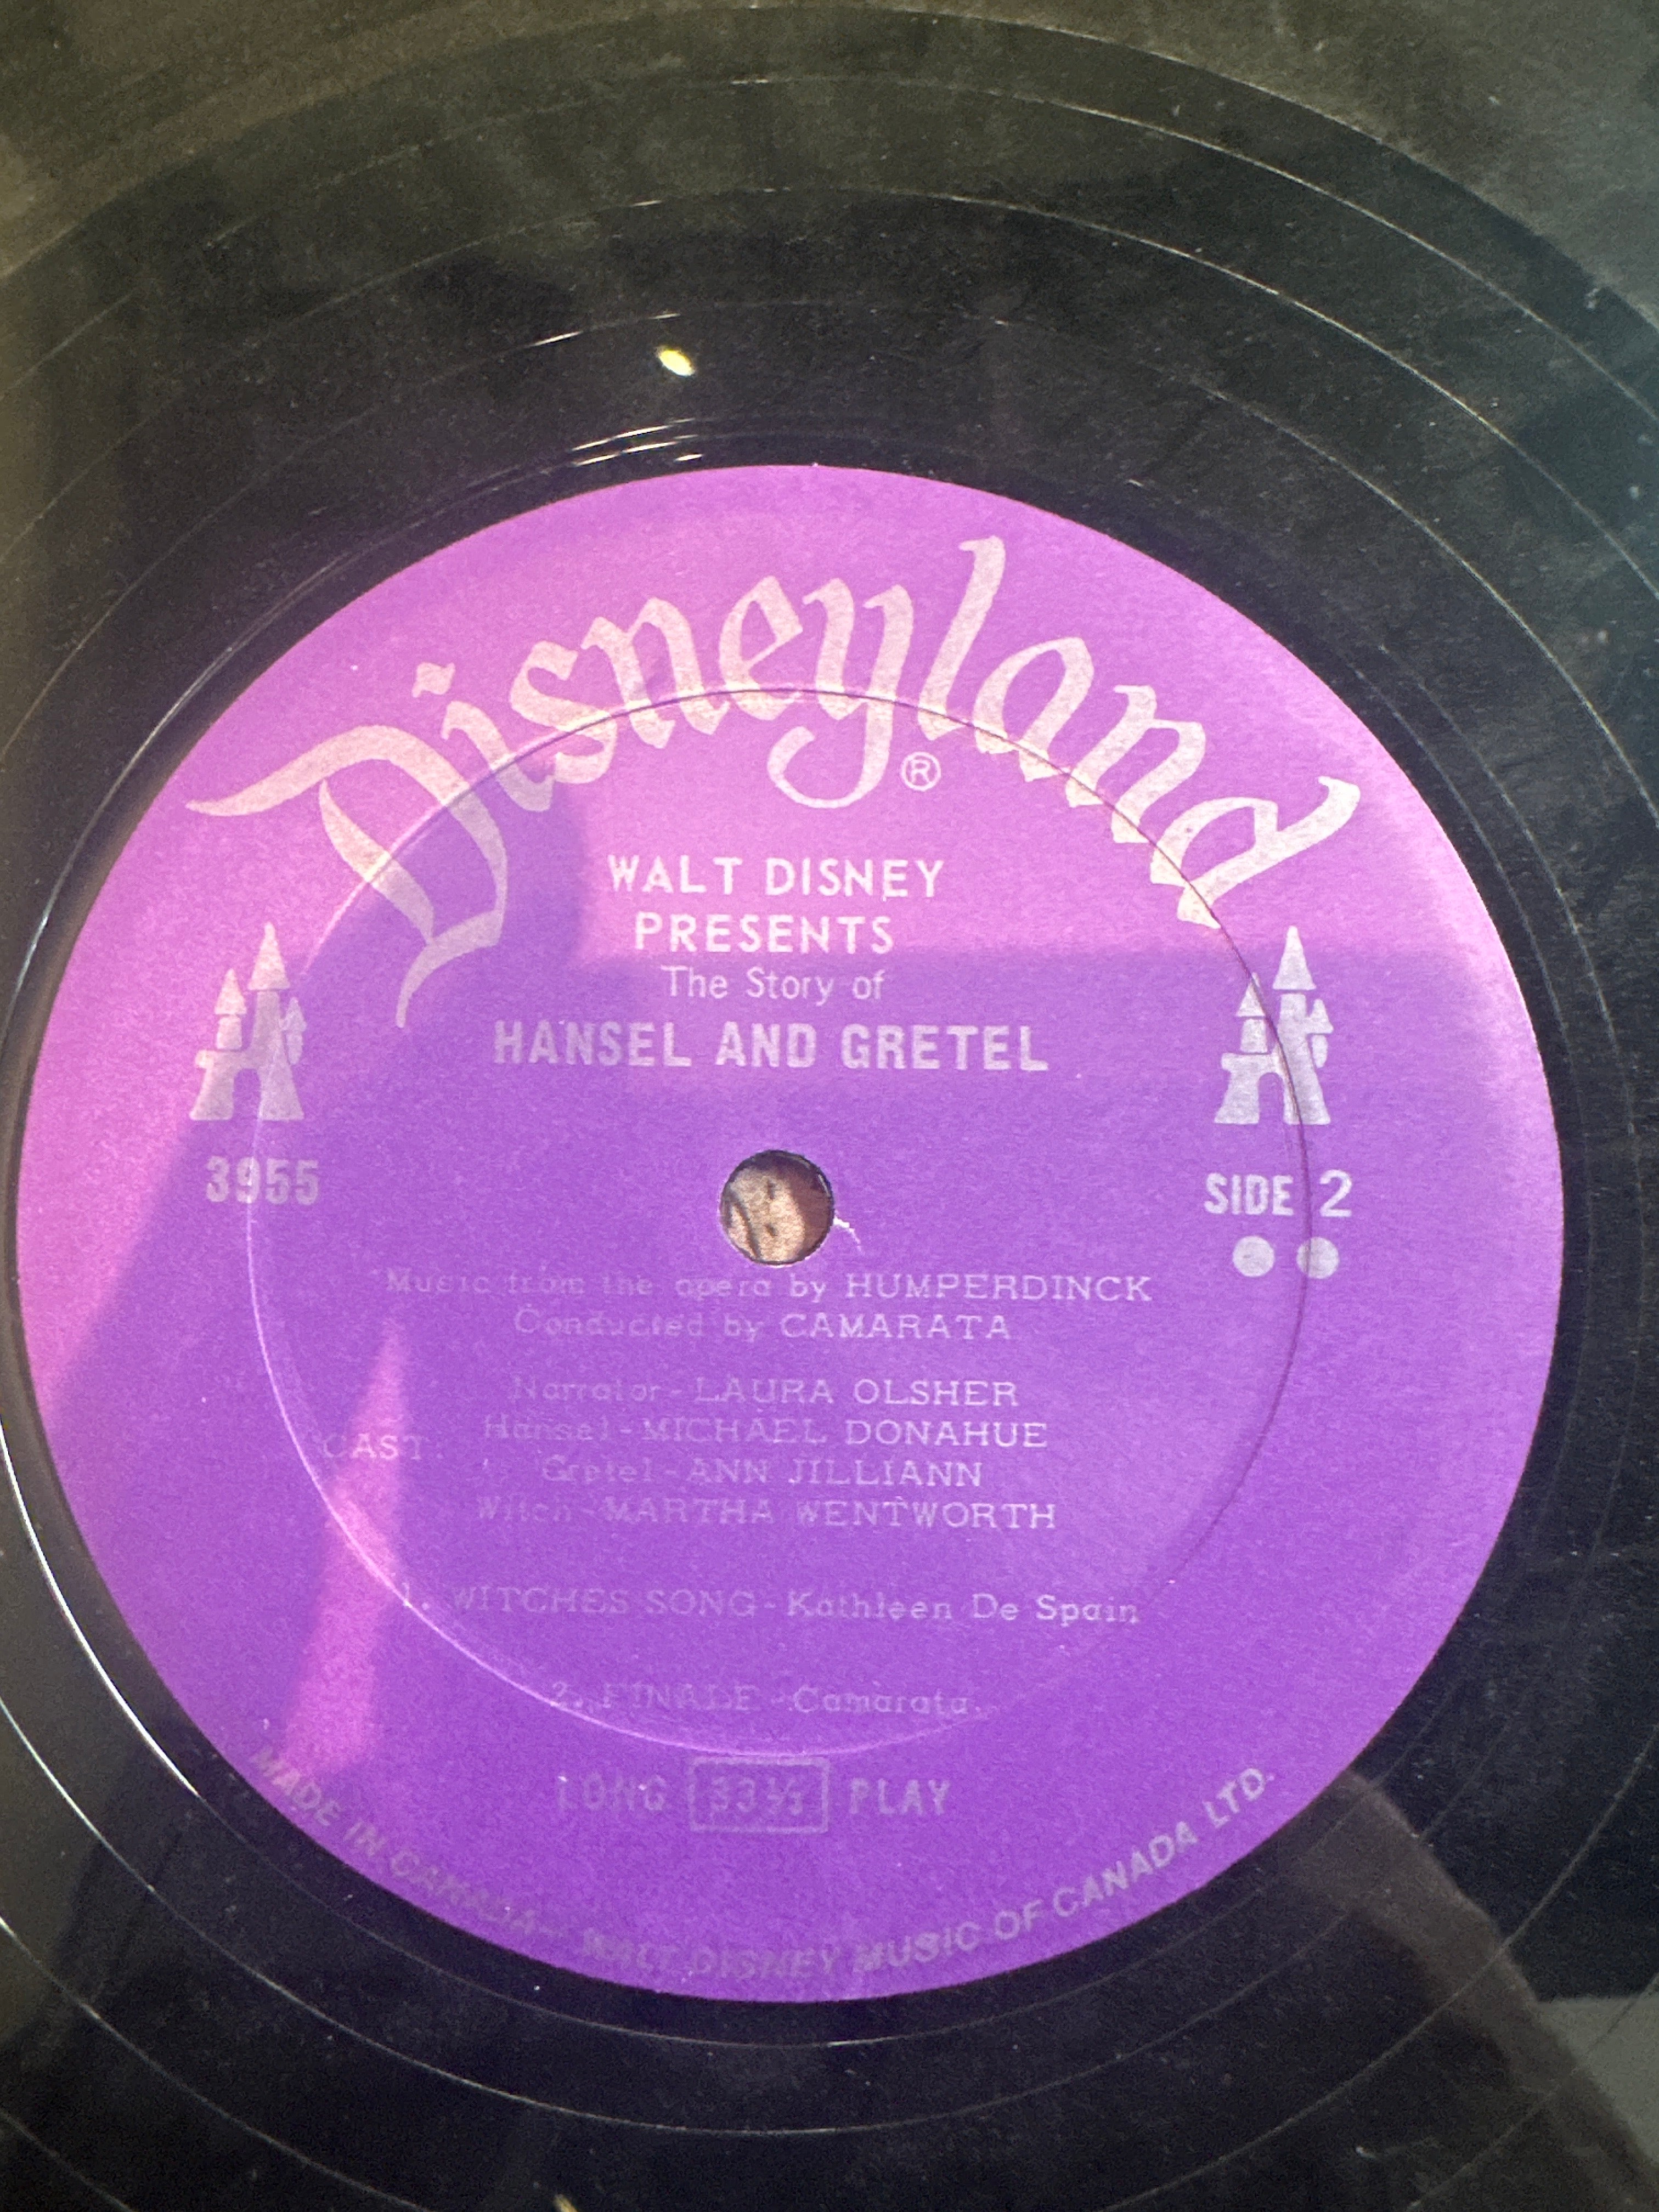 Disneyland
®
WALT DISNEY
PRESENTS
The Story of
HANSEL AND GRETEL
3955
SIDE 2
Music from the opera by HUMPERDINCK
Conducted by CAMARATA
Narrator-LAURA OLSHER
Hansel-MICHAEL DONAHUE
CAST:
Gretel-ANN JILLIANN
Witch-MARTHA WENTWORTH
1. WITCHES SONG-Kathleen De Spain
2. FINALE-Camarata.
LONG 33⅓ PLAY
MADE IN CANADA— WALT DISNEY MUSIC OF CANADA LTD.